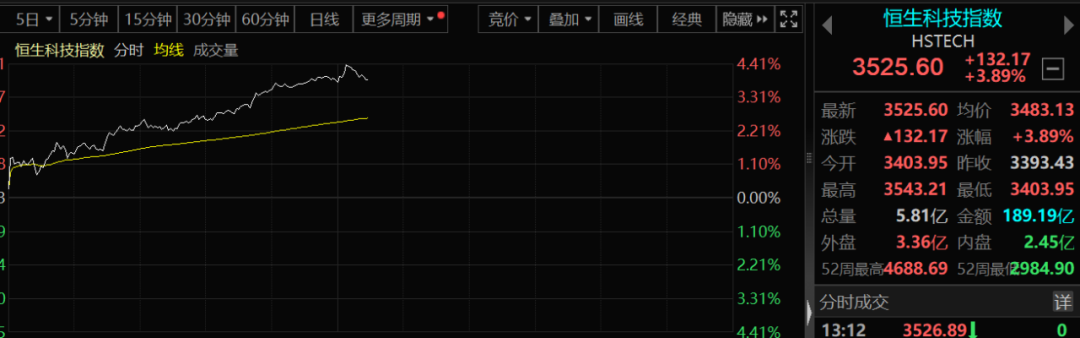 5日 5分钟 15分钟 30分钟 60分钟 日线 更多周期 竞价 叠加 画线 经典 隐藏
恒生科技指数 分时 均线 成交量
1 4.41%
7 3.31%
2 2.21%
8 1.10%
3 0.00%
9 1.10%
4 2.21%
0 3.31%
5 4.41%
恒生科技指数
HSTECH
3525.60 +132.17
+3.89%
最新 3525.60 均价 3483.13
涨跌 ▲132.17 涨幅 +3.89%
今开 3403.95 昨收 3393.43
最高 3543.21 最低 3403.95
总量 5.81亿 金额 189.19亿
外盘 3.36亿 内盘 2.45亿
52周最高 4688.69 52周最低 2984.90
分时成交 详
13:12 3526.89 0